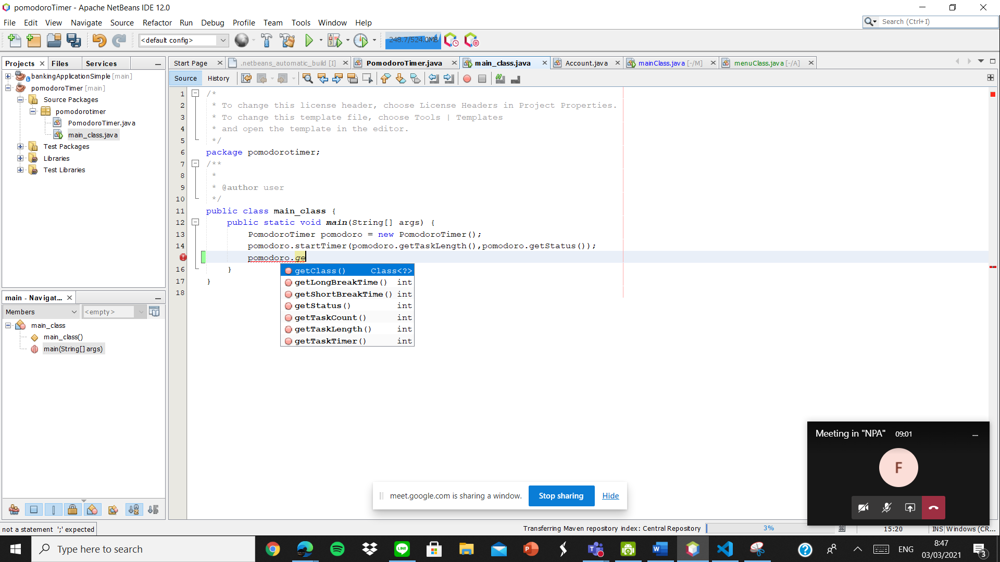 pomodoroTimer - Apache NetBeans IDE 12.0
File Edit View Navigate Source Refactor Run Debug Profile Team Tools Window Help
Search (Ctrl+I)
<default config>
248.7/524.0MB
Projects Files Services
Start Page .netbeans_automatic_build [I] PomodoroTimer.java main_class.java Account.java mainClass.java [-/M] menuClass.java [-/A]
Source History
bankingApplicationSimple [main]
pomodoroTimer [main]
Source Packages
pomodorotimer
PomodoroTimer.java
main_class.java
Test Packages
Libraries
Test Libraries
1 /*
2 * To change this license header, choose License Headers in Project Properties.
3 * To change this template file, choose Tools | Templates
4 * and open the template in the editor.
5 */
6 package pomodorotimer;
7 /**
8 *
9 * @author user
10 */
11 public class main_class {
12 public static void main(String[] args) {
13 PomodoroTimer pomodoro = new PomodoroTimer();
14 pomodoro.startTimer(pomodoro.getTaskLength(),pomodoro.getStatus());
pomodoro.ge
16 }
17 }
18
getClass() Class<?>
getLongBreakTime() int
getShortBreakTime() int
getStatus() int
getTaskCount() int
getTaskLength() int
getTaskTimer() int
main - Navigat...
Members <empty>
main_class
main_class()
main(String[] args)
Meeting in "NPA" 09:01
F
meet.google.com is sharing a window. Stop sharing Hide
not a statement ';' expected
Transferring Maven repository index: Central Repository 3% 15:20 INS Windows (CR...
Type here to search
LINE
ENG
8:47
03/03/2021
3